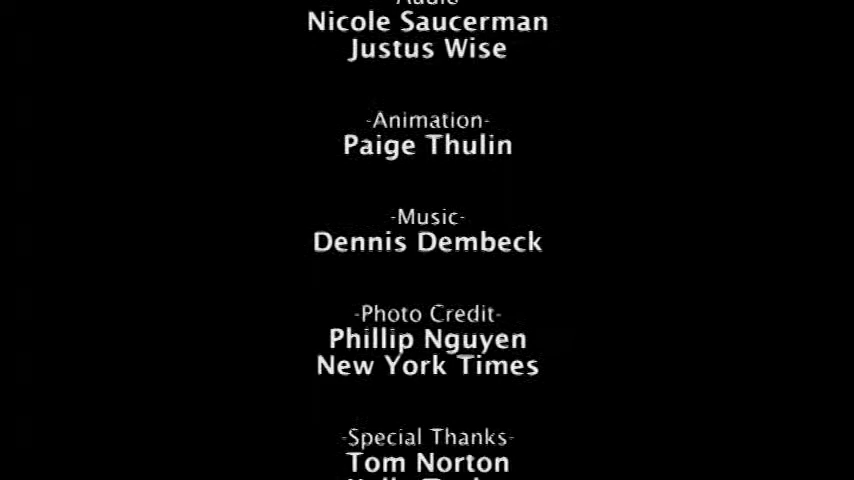 Nicole Saucerman
Justus Wise
-Animation-
Paige Thulin
-Music-
Dennis Dembeck
-Photo Credit-
Phillip Nguyen
New York Times
-Special Thanks-
Tom Norton